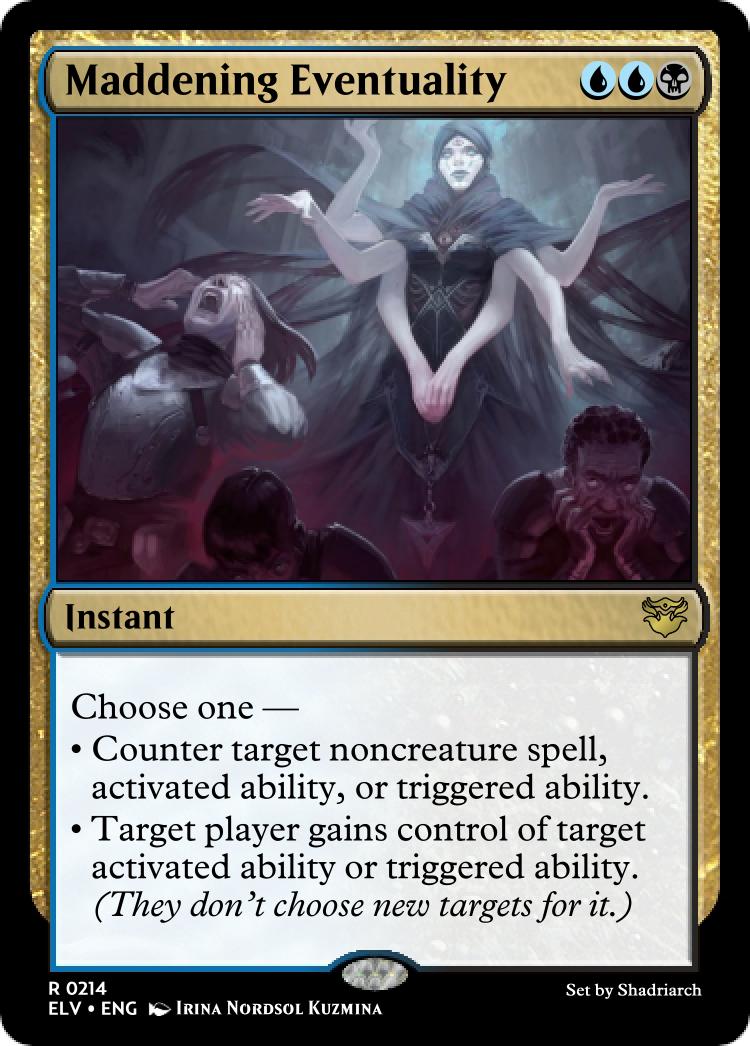 Maddening Eventuality
Instant
Choose one —
• Counter target noncreature spell,
activated ability, or triggered ability.
• Target player gains control of target
activated ability or triggered ability.
(They don't choose new targets for it.)
R 0214
Set by Shadriarch
ELV • ENG Irina Nordsol Kuzmina